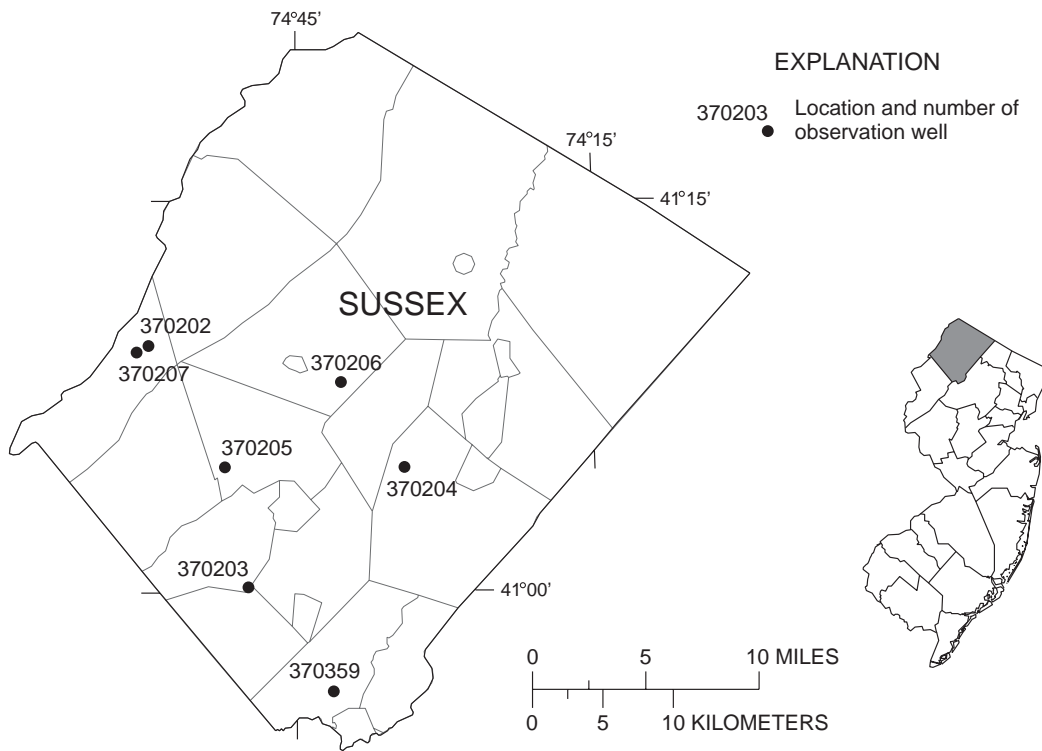 74°45'
EXPLANATION
370203
Location and number of
observation well
74°15'
41°15'
SUSSEX
370202
370207
370206
370205
370204
370203
41°00'
370359
0 5 10 MILES
0 5 10 KILOMETERS